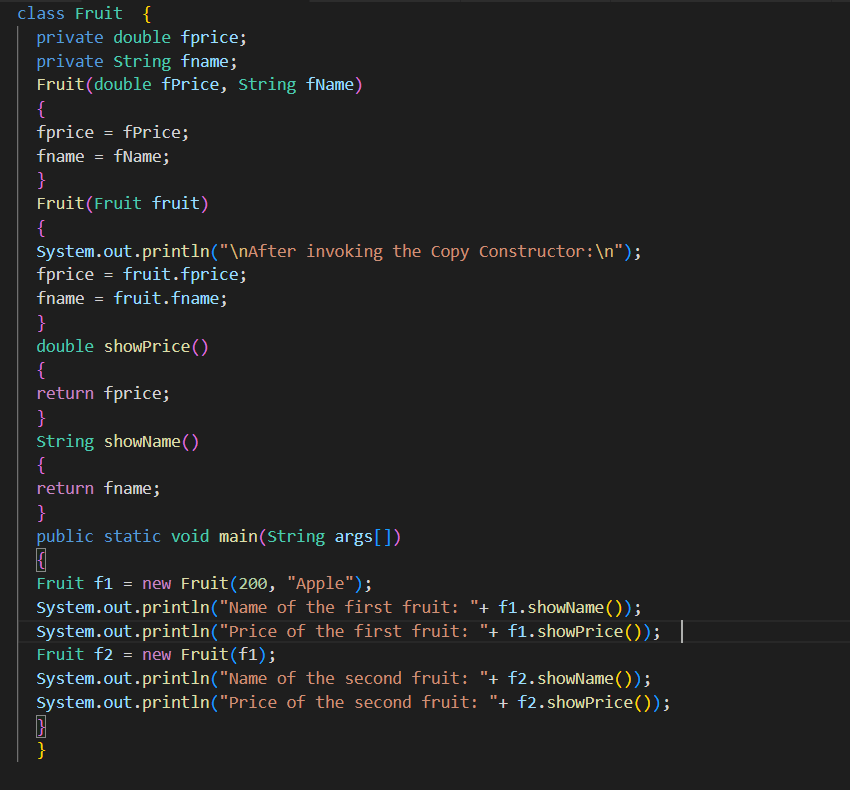 class Fruit  {
private double fprice;
private String fname;
Fruit(double fPrice, String fName)
{
fprice = fPrice;
fname = fName;
}
Fruit(Fruit fruit)
{
System.out.println("\nAfter invoking the Copy Constructor:\n");
fprice = fruit.fprice;
fname = fruit.fname;
}
double showPrice()
{
return fprice;
}
String showName()
{
return fname;
}
public static void main(String args[])
{
Fruit f1 = new Fruit(200, "Apple");
System.out.println("Name of the first fruit: "+ f1.showName());
System.out.println("Price of the first fruit: "+ f1.showPrice());
Fruit f2 = new Fruit(f1);
System.out.println("Name of the second fruit: "+ f2.showName());
System.out.println("Price of the second fruit: "+ f2.showPrice());
}
}